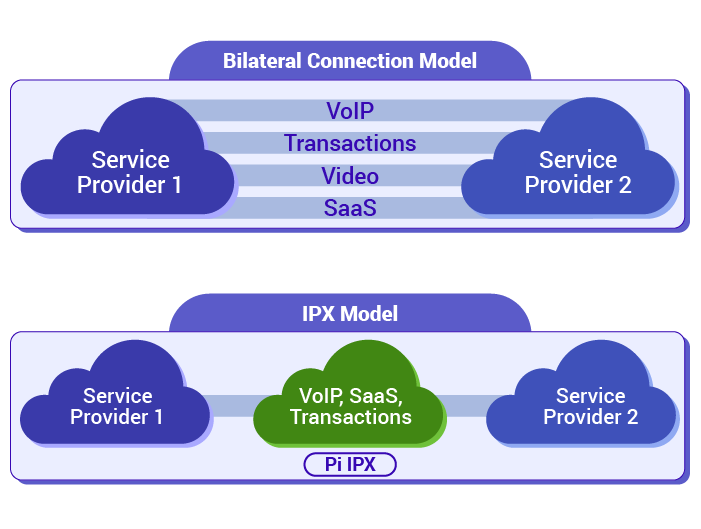 Bilateral Connection Model
VoIP
Transactions
Video
SaaS
Service
Provider 1
Service
Provider 2
IPX Model
Service
Provider 1
VoIP, SaaS,
Transactions
Service
Provider 2
Pi IPX